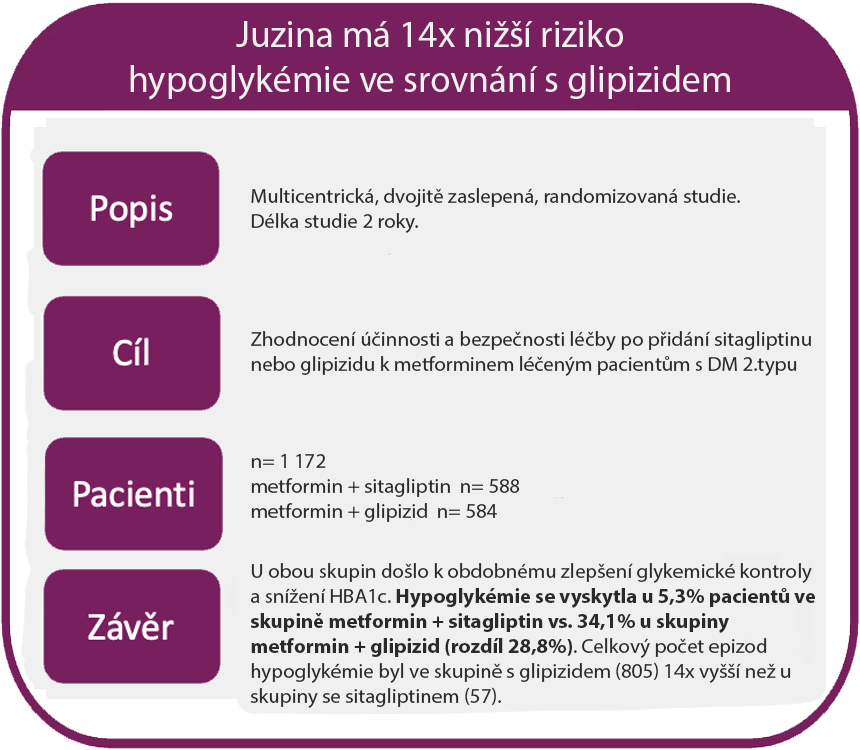 Juzina má 14x nižší riziko
hypoglykémie ve srovnání s glipizidem
Popis
Multicentrická, dvojitě zaslepená, randomizovaná studie.
Délka studie 2 roky.
Cíl
Zhodnocení účinnosti a bezpečnosti léčby po přidání sitagliptinu
nebo glipizidu k metforminem léčeným pacientům s DM 2.typu
Pacienti
n= 1 172
metformin + sitagliptin n= 588
metformin + glipizid n= 584
Závěr
U obou skupin došlo k obdobnému zlepšení glykemické kontroly
a snížení HBA1c. Hypoglykémie se vyskytla u 5,3% pacientů ve
skupině metformin + sitagliptin vs. 34,1% u skupiny
metformin + glipizid (rozdíl 28,8%). Celkový počet epizod
hypoglykémie byl ve skupině s glipizidem (805) 14x vyšší než u
skupiny se sitagliptinem (57).